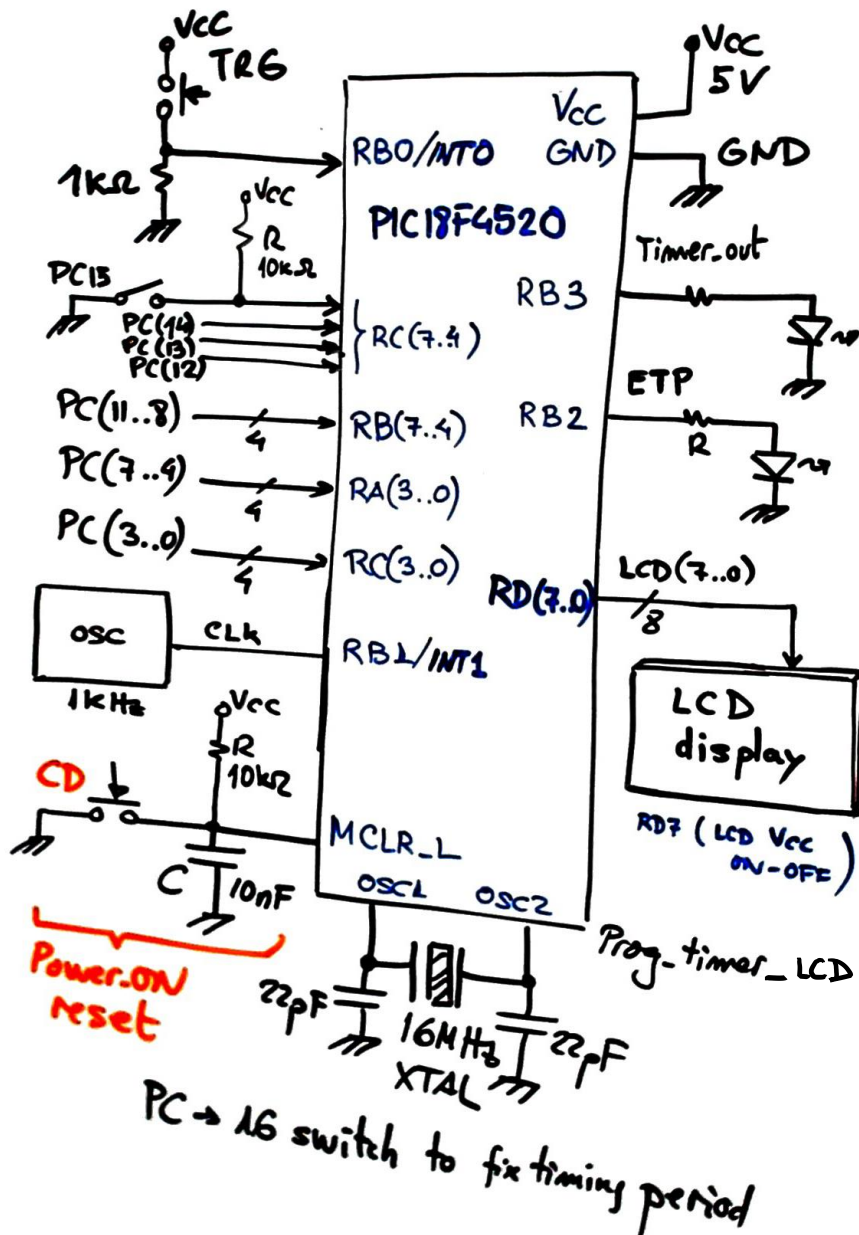 VCC
TRG
1kΩ
VCC
R
10kΩ
PC15
PC(14)
PC(13)
PC(12)
PC(11..8)
4
PC(7..4)
4
PC(3..0)
4
OSC
1KHz
CLK
VCC
R
10kΩ
CD
C
10nF
Power-ON
reset
RB0/INT0
VCC
GND
PIC18F4520
RB3
RC(7..4)
RB(7..4)
RB2
RA(3..0)
RC(3..0)
RD(7..0)
RB1/INT1
MCLR_L
OSC1
OSC2
VCC
5V
GND
Timer_out
ETP
R
LCD(7..0)
8
LCD
display
RD7 (LCD VCC
ON-OFF)
Prog_timer_LCD
22pF
16MHz
XTAL
22pF
PC → 16 switch to fix timing period